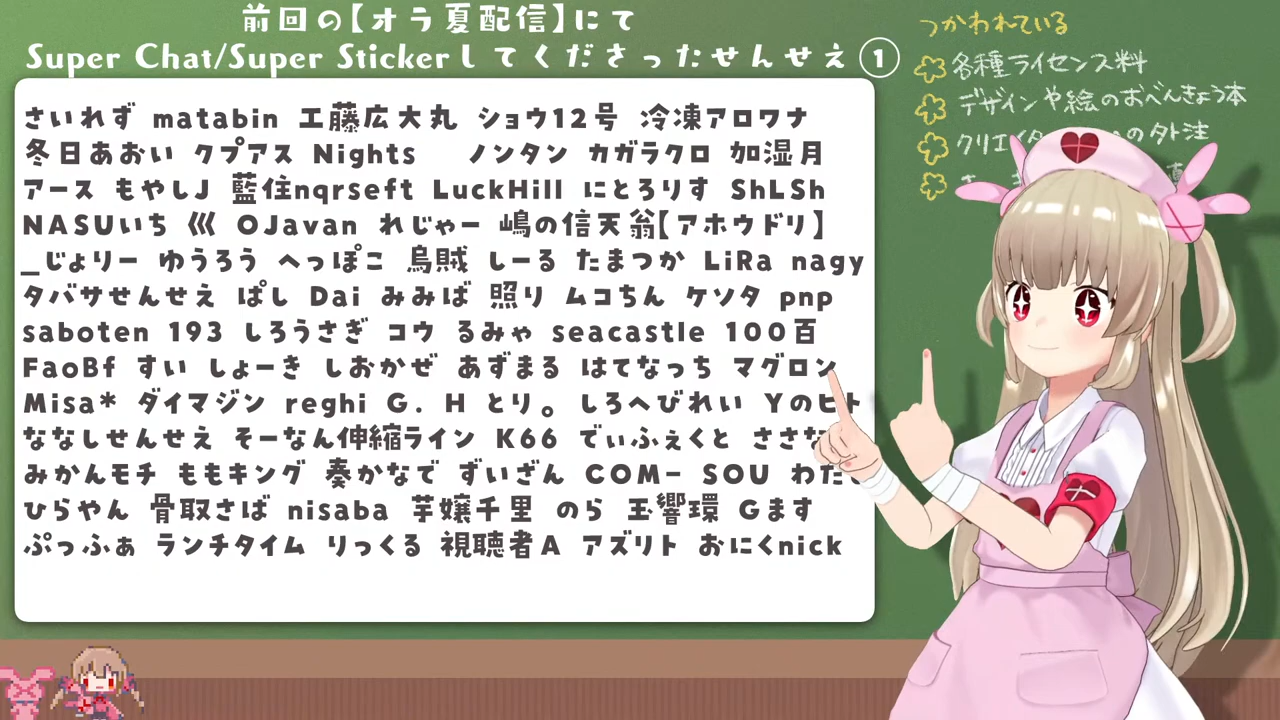 前回の【オラ夏配信】にて
Super Chat/Super Stickerしてくださったせんせえ①
さいれず matabin 工藤広大丸 ショウ12号 冷凍アロワナ
冬日あおい クプアス Nights ノンタン カガラクロ 加湿月
アース もやしJ 藍住nqrseft LuckHill にとろりす ShLSh
NASUいち 巛 OJavan れじゃー 嶋の信天翁【アホウドリ】
_じょりー ゆうろう へっぽこ 烏賊 しーる たまつか LiRa nagy
タバサせんせえ ぱし Dai みみば 照り ムコちん ケソタ pnp
saboten 193 しろうさぎ コウ るみゃ seacastle 100百
FaoBf すい しょーき しおかぜ あずまる はてなっち マグロン
Misa* ダイマジン reghi G. H とり。 しろへびれい Yのヒト
ななしせんせえ そーなん伸縮ライン K66 でぃふぇくと ささな
みかんモチ ももキング 奏かなで ずいざん COM- SOU わた
ひらやん 骨取さば nisaba 芋嬢千里 のら 玉響環 Gます
ぷっふぁ ランチタイム りっくる 視聴者A アズリト おにくnick
つかわれている
各種ライセンス料
デザインや絵のおべんきょう本
クリエイタ の外注